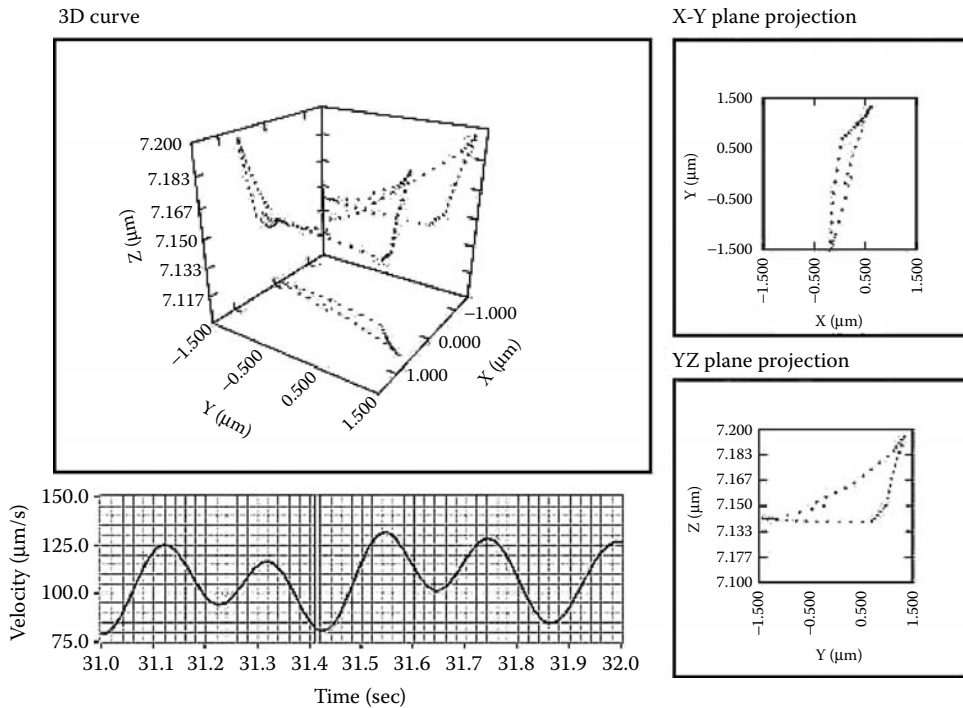 3D curve
7.200
7.183
7.167
7.150
7.133
7.117
Z (μm)
−1.500
−0.500
0.500
1.500
Y (μm)
−1.000
0.000
1.000
X (μm)
X-Y plane projection
1.500
0.500
−0.500
−1.500
Y (μm)
−1.500
−0.500
0.500
1.500
X (μm)
YZ plane projection
7.200
7.183
7.167
7.150
7.133
7.177
7.100
Z (μm)
−1.500
−0.500
0.500
1.500
Y (μm)
150.0
125.0
100.0
75.0
Velocity (μm/s)
31.0 31.1 31.2 31.3 31.4 31.5 31.6 31.7 31.8 31.9 32.0
Time (sec)